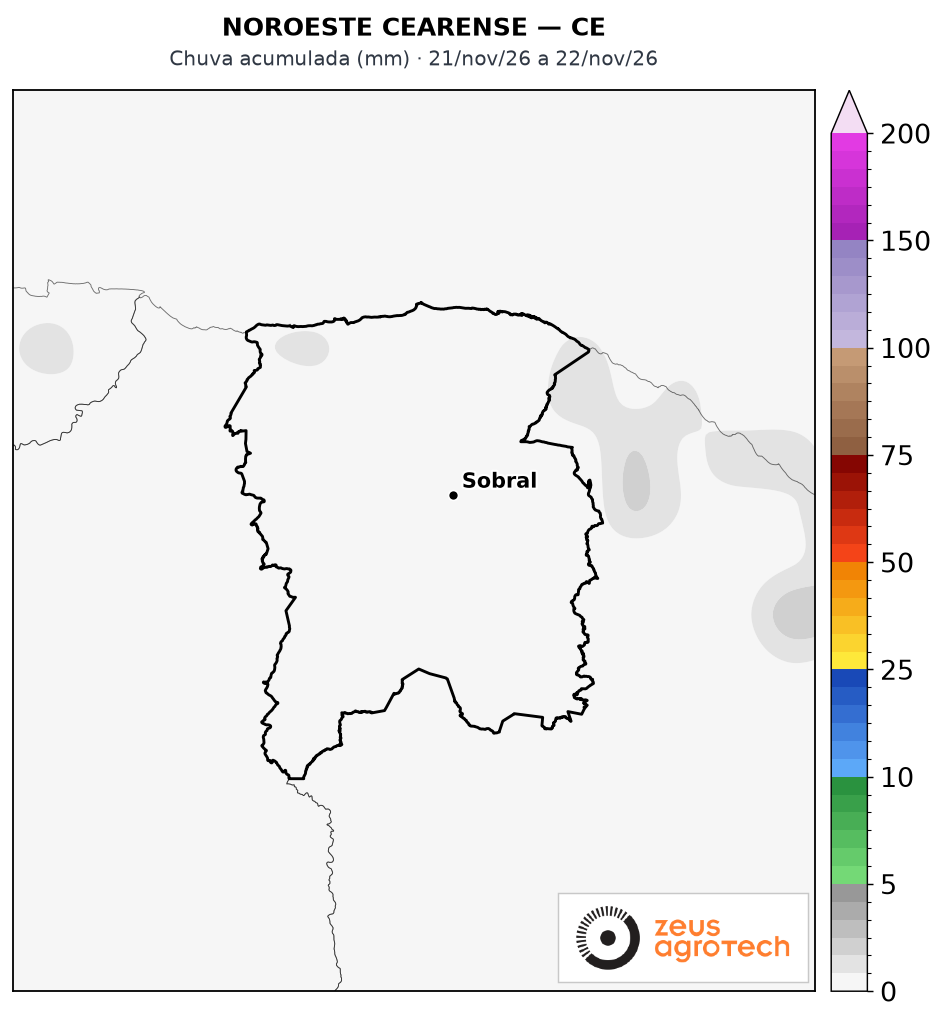 NOROESTE CEARENSE — CE
Chuva acumulada (mm) · 21/nov/26 a 22/nov/26
200
150
100
75
50
25
10
5
0
Sobral
zeus
agrotech